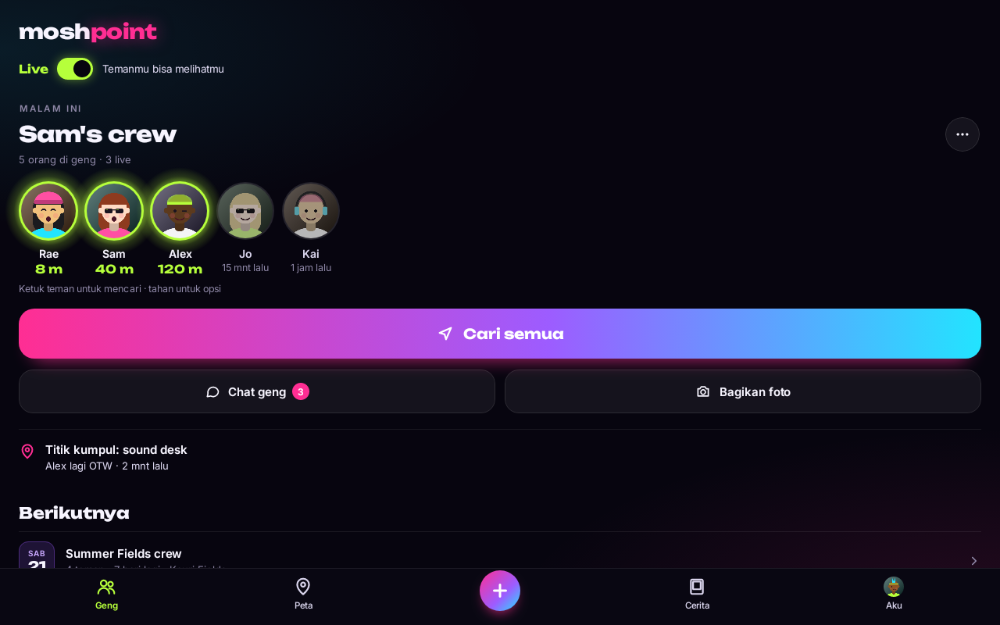 moshpoint
Live Temanmu bisa melihatmu
MALAM INI
Sam's crew
5 orang di geng · 3 live
Rae
8 m
Sam
40 m
Alex
120 m
Jo
15 mnt lalu
Kai
1 jam lalu
Ketuk teman untuk mencari · tahan untuk opsi
Cari semua
Chat geng 3
Bagikan foto
Titik kumpul: sound desk
Alex lagi OTW · 2 mnt lalu
Berikutnya
SAB
21
Summer Fields crew
Geng
Peta
Cerita
Aku